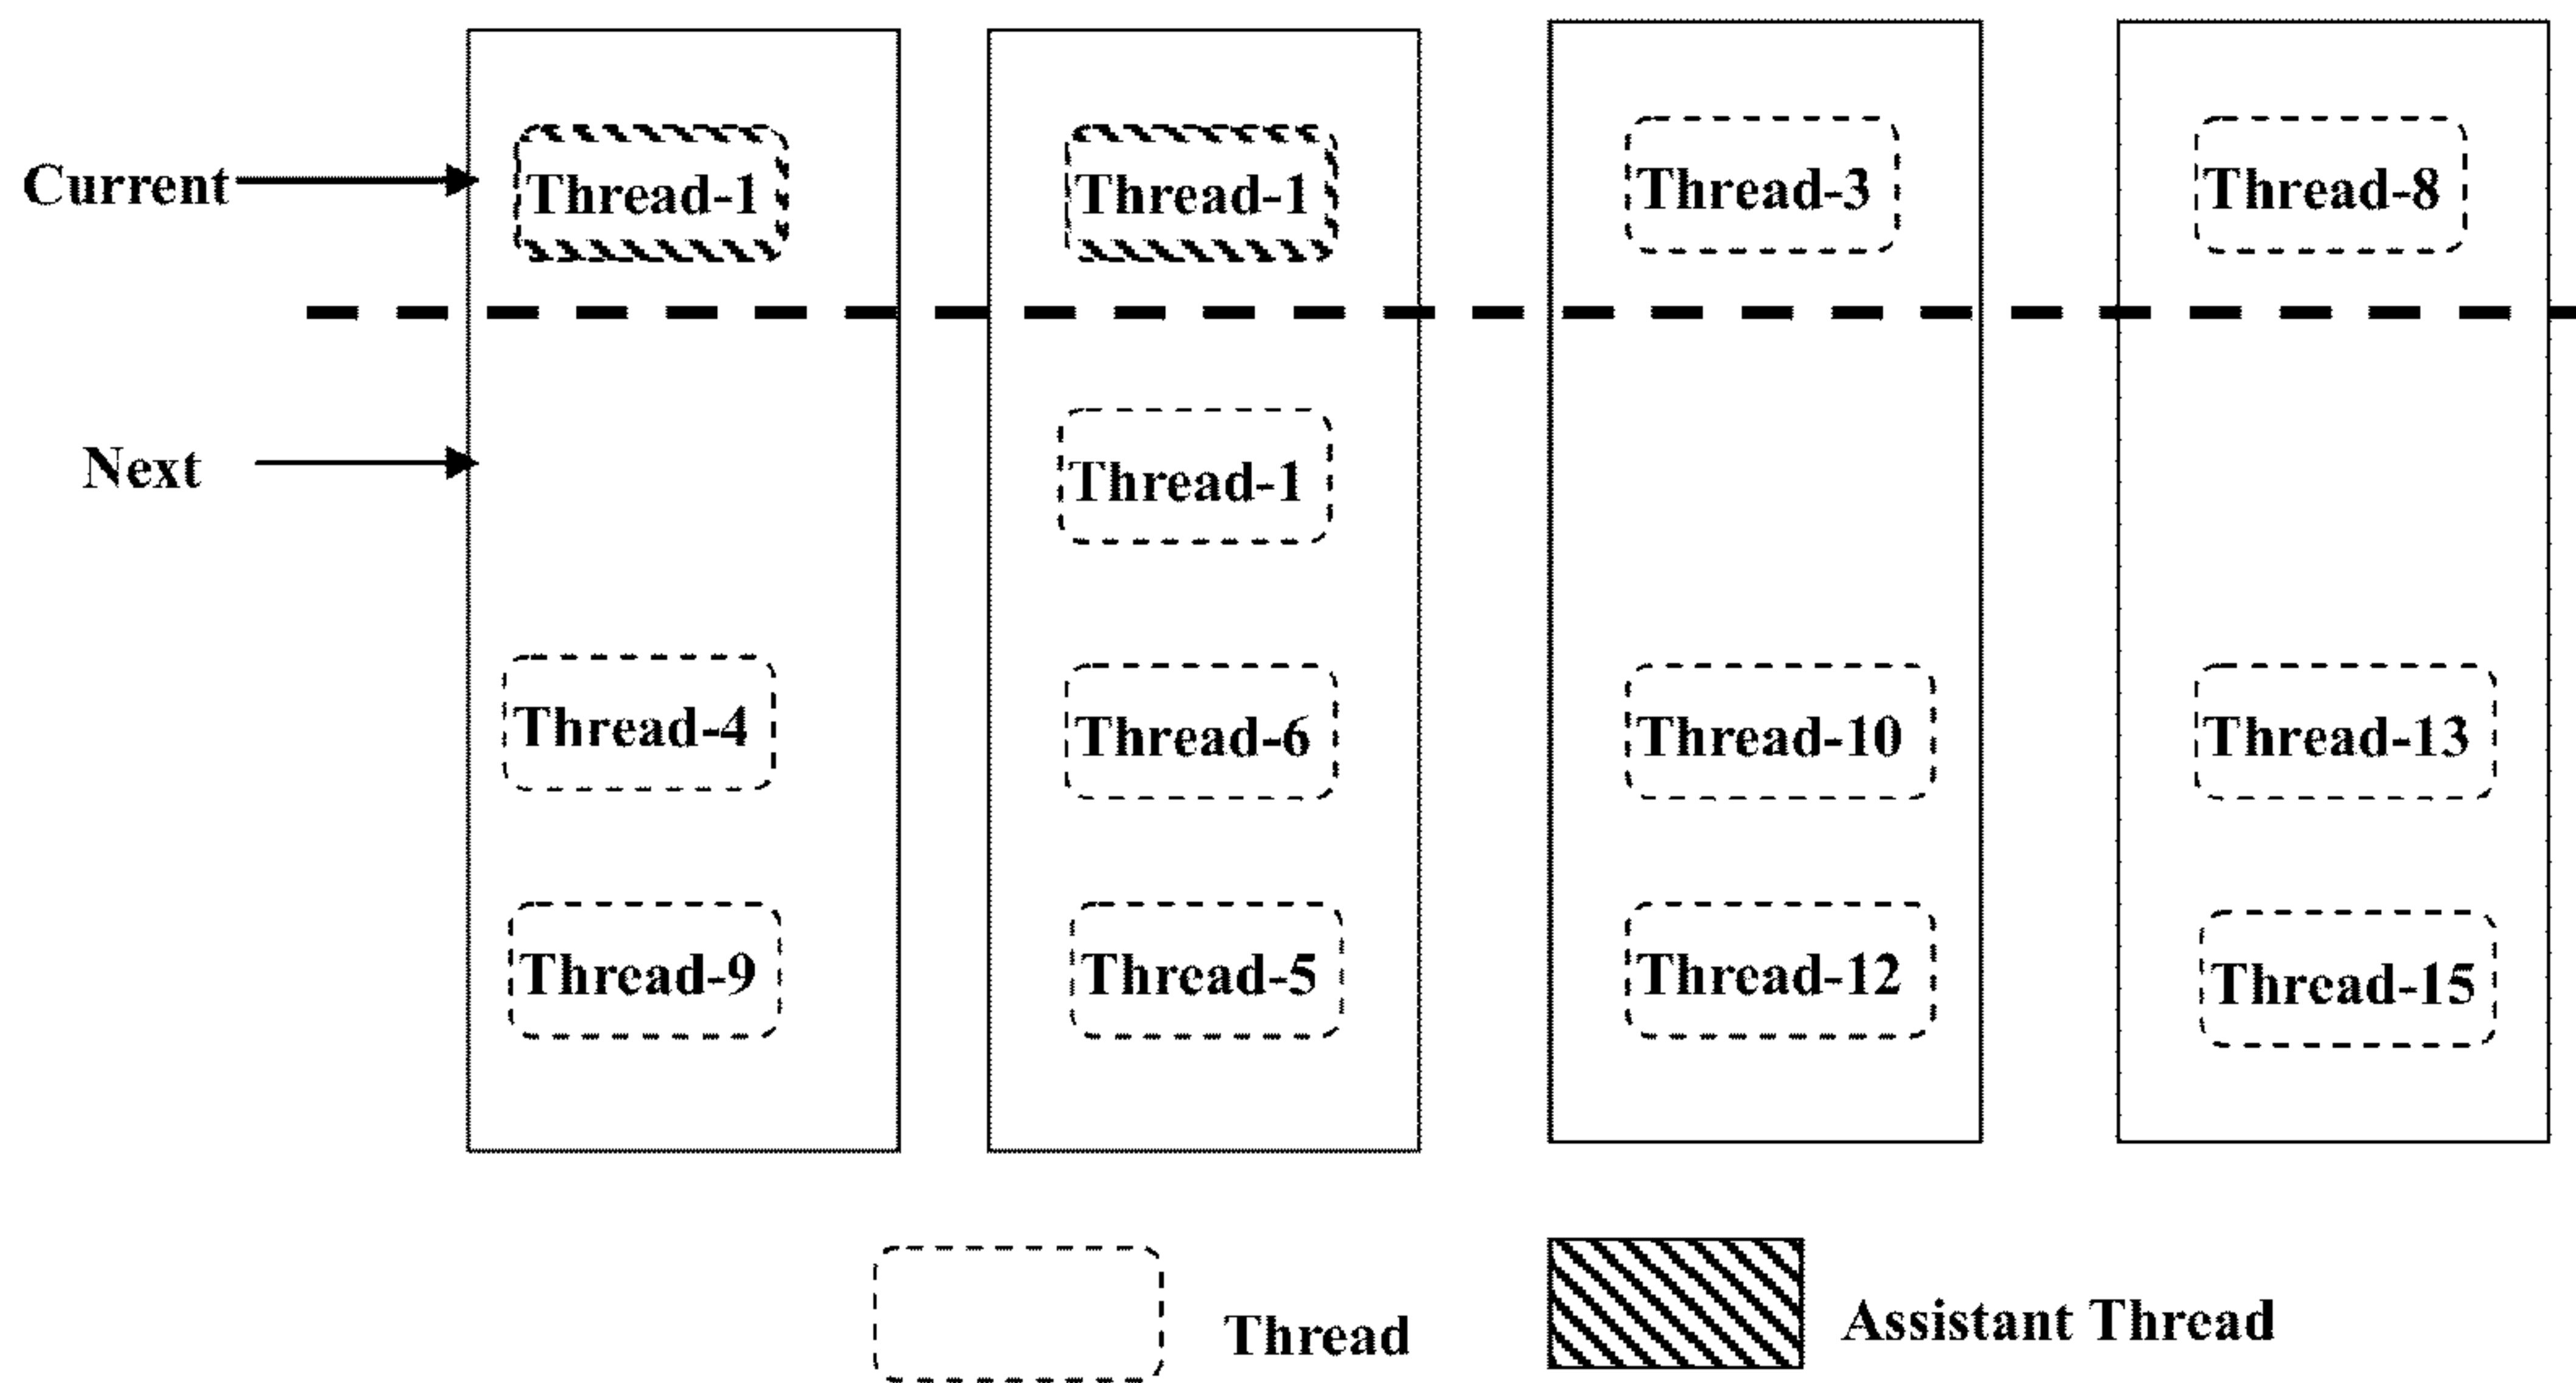 Current Thread-1 Thread-1 Thread-3 Thread-8
Next Thread-1
Thread-4 Thread-6 Thread-10 Thread-13
Thread-9 Thread-5 Thread-12 Thread-15
Thread Assistant Thread